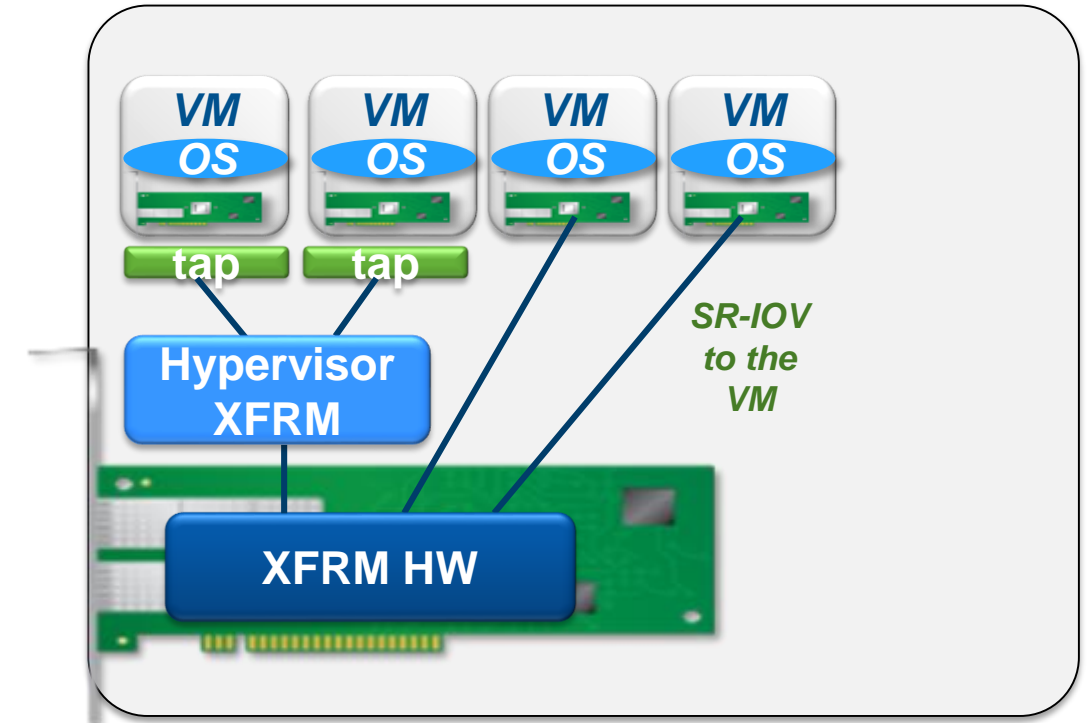 VM
OS
VM
OS
VM
OS
VM
OS
tap
tap
SR-IOV
to the
VM
Hypervisor
XFRM
XFRM HW